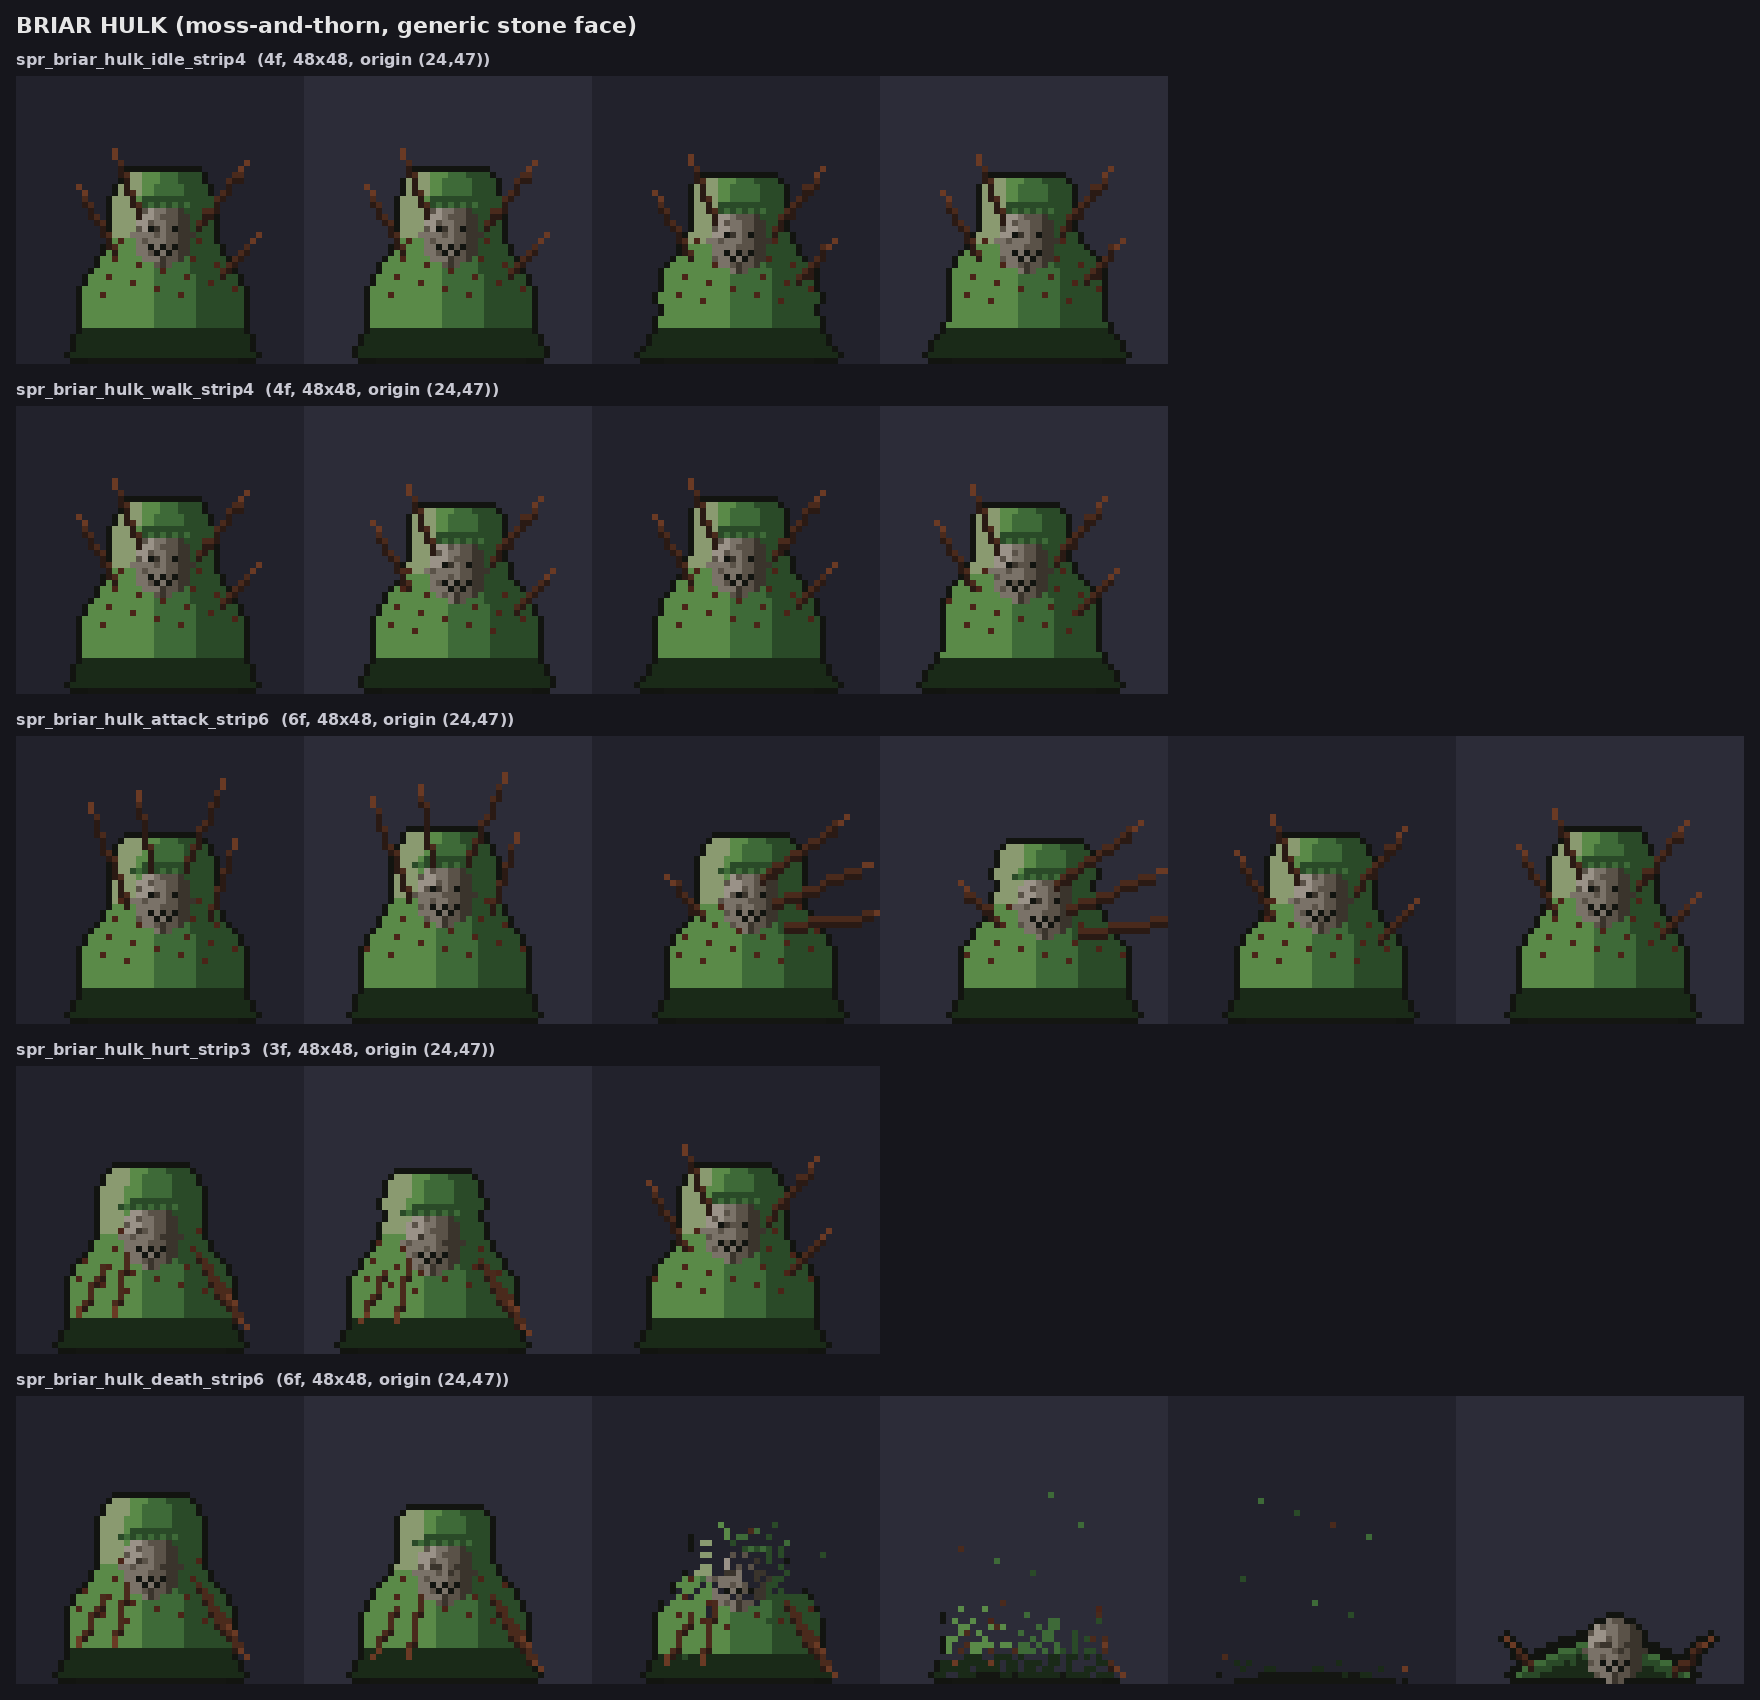 BRIAR HULK (moss-and-thorn, generic stone face)
spr_briar_hulk_idle_strip4 (4f, 48x48, origin (24,47))
spr_briar_hulk_walk_strip4 (4f, 48x48, origin (24,47))
spr_briar_hulk_attack_strip6 (6f, 48x48, origin (24,47))
spr_briar_hulk_hurt_strip3 (3f, 48x48, origin (24,47))
spr_briar_hulk_death_strip6 (6f, 48x48, origin (24,47))